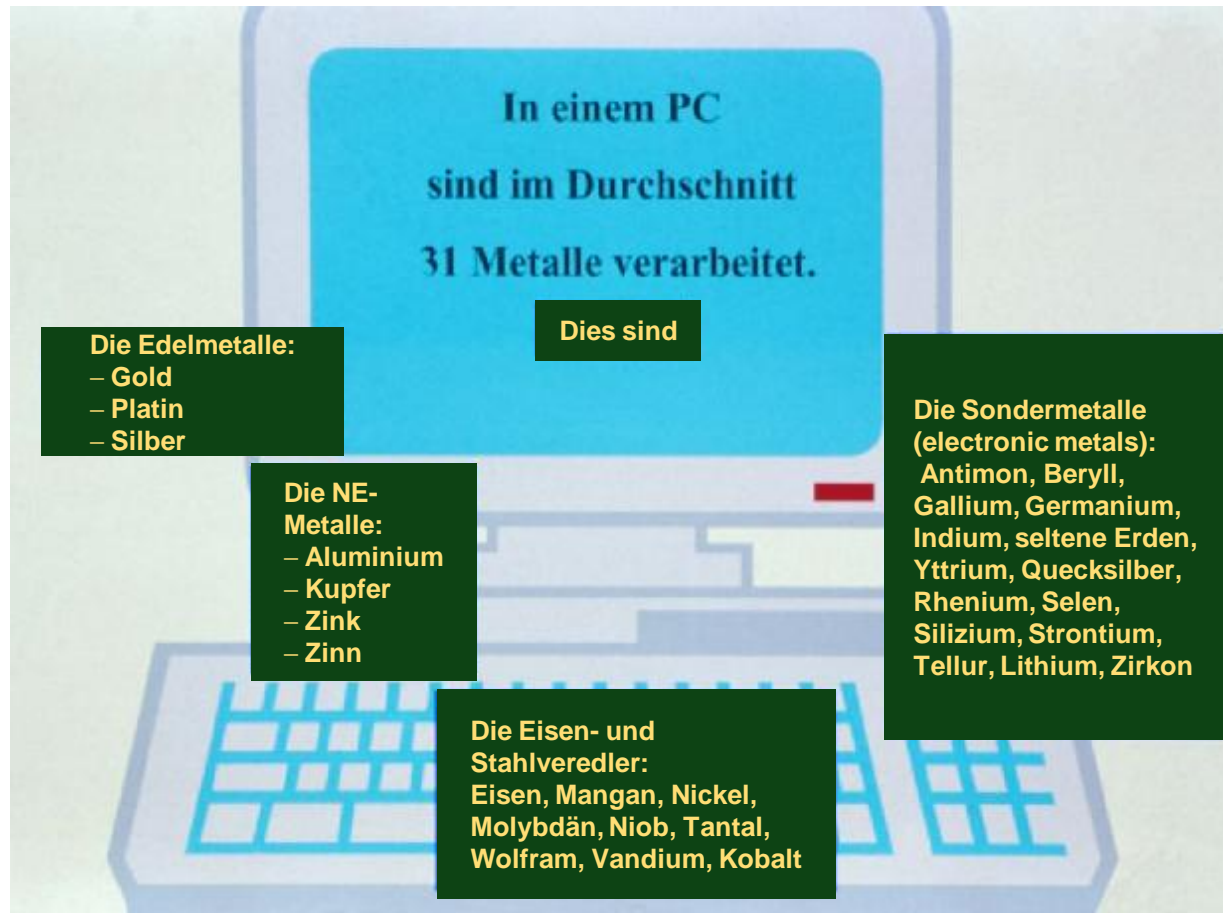 In einem PC
sind im Durchschnitt
31 Metalle verarbeitet.
Dies sind
Die Edelmetalle:
– Gold
– Platin
– Silber
Die NE-
Metalle:
– Aluminium
– Kupfer
– Zink
– Zinn
Die Eisen- und
Stahlveredler:
Eisen, Mangan, Nickel,
Molybdän, Niob, Tantal,
Wolfram, Vandium, Kobalt
Die Sondermetalle
(electronic metals):
Antimon, Beryll,
Gallium, Germanium,
Indium, seltene Erden,
Yttrium, Quecksilber,
Rhenium, Selen,
Silizium, Strontium,
Tellur, Lithium, Zirkon